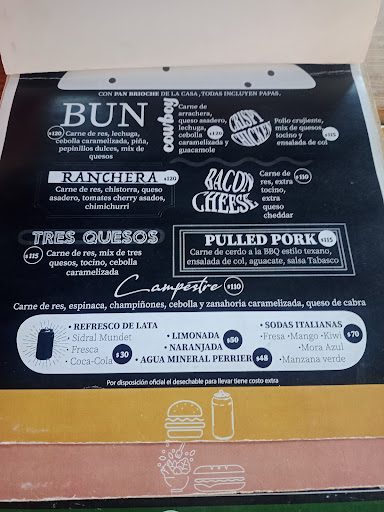 CON PAN BRIOCHE DE LA CASA, TODAS INCLUYEN PAPAS.
BUN
$120
Carne de res, lechuga,
cebolla caramelizada, piña,
pepinillos dulces, mix de
quesos
cowboy
Carne de
arrachera,
queso asadero,
lechuga,
cebolla $120
caramelizada y
guacamole
CRISPY
CHICKEN
Pollo crujiente,
mix de quesos,
tocino y $115
ensalada de col
RANCHERA $120
Carne de res, chistorra, queso
asadero, tomates cherry asados,
chimichurri
BACON
CHEESE
$110
Carne de
res, extra
tocino,
extra
queso
cheddar
TRES QUESOS
$115
Carne de res, mix de tres
quesos, tocino, cebolla
caramelizada
PULLED PORK $115
Carne de cerdo a la BBQ estilo texano,
ensalada de col, aguacate, salsa Tabasco
Campestre $110
Carne de res, espinaca, champiñones, cebolla y zanahoria caramelizada, queso de cabra
• REFRESCO DE LATA
• Sidral Mundet
• Fresca
• Coca-Cola $30
• LIMONADA
• NARANJADA $50
• AGUA MINERAL PERRIER $48
• SODAS ITALIANAS
•Fresa •Mango •Kiwi $70
•Mora Azul
•Manzana verde
Por disposición oficial el desechable para llevar tiene costo extra